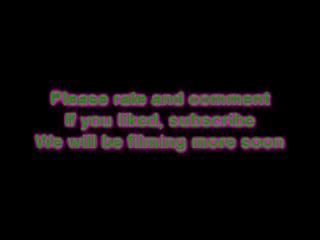 Please rate and comment
If you liked, subscribe
We will be filming more soon